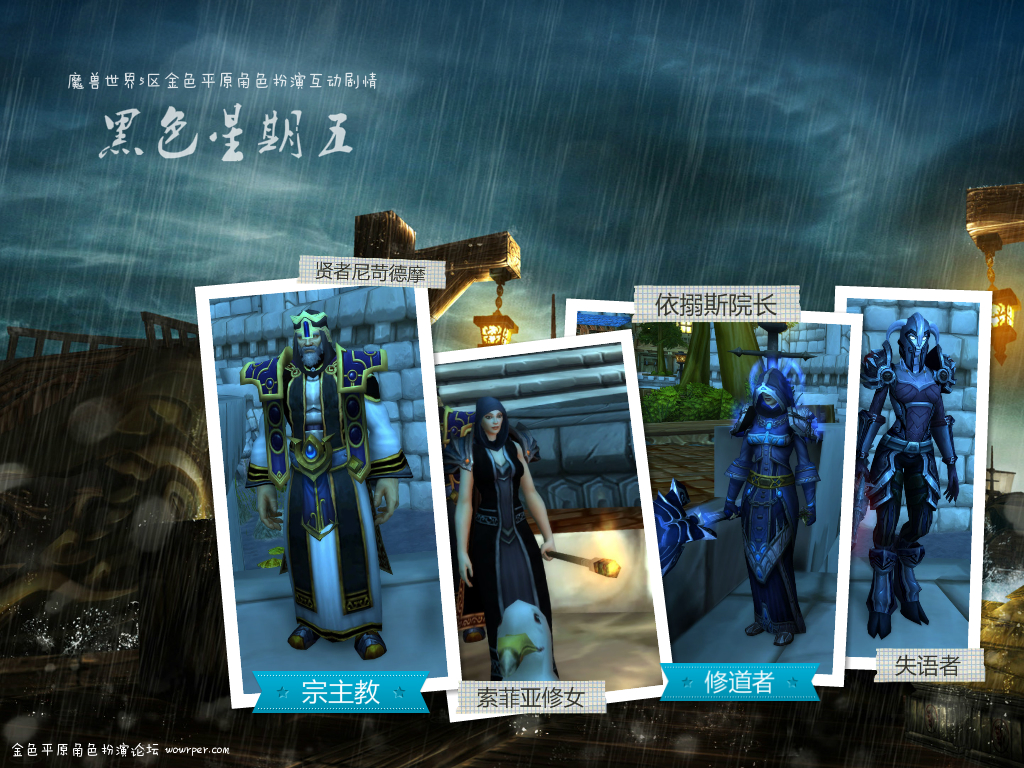 魔兽世界5区金色平原角色扮演互动剧情
黑色星期五
贤者尼苛德摩
依搦斯院长
宗主教
索菲亚修女
修道者
失语者
金色平原角色扮演论坛 wowrper.com